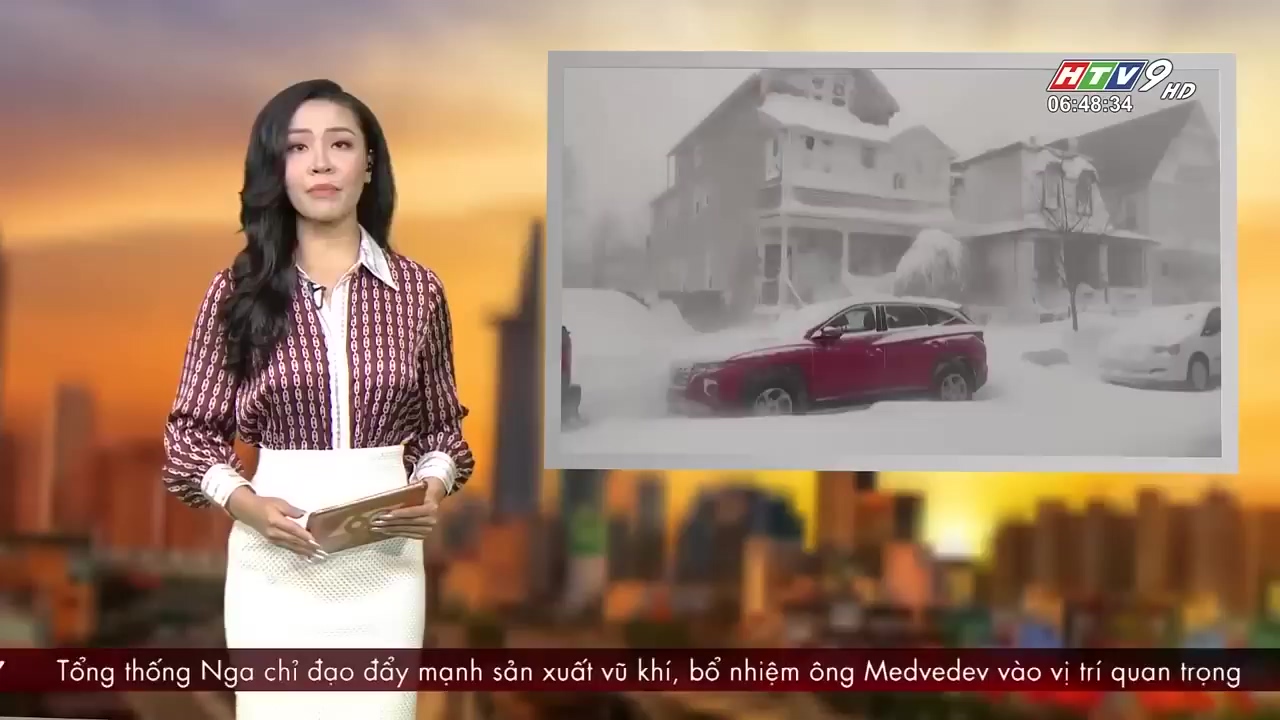 HTV9 HD
06:48:34
Tổng thống Nga chỉ đạo đẩy mạnh sản xuất vũ khí, bổ nhiệm ông Medvedev vào vị trí quan trọng